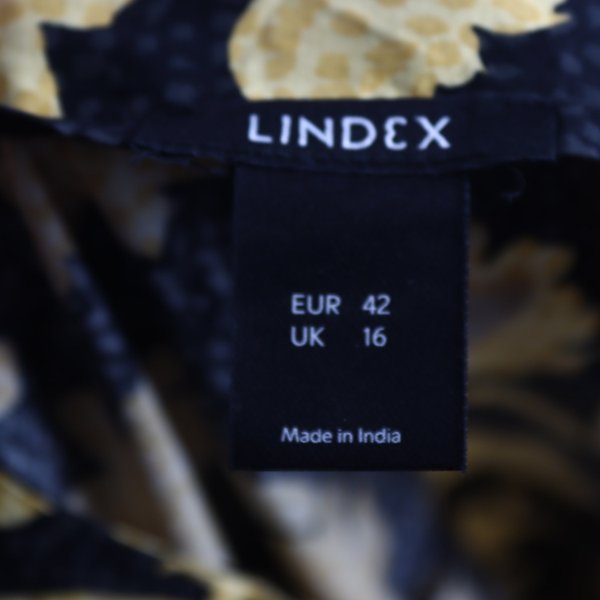 LINDEX
EUR 42
UK 16
Made in India